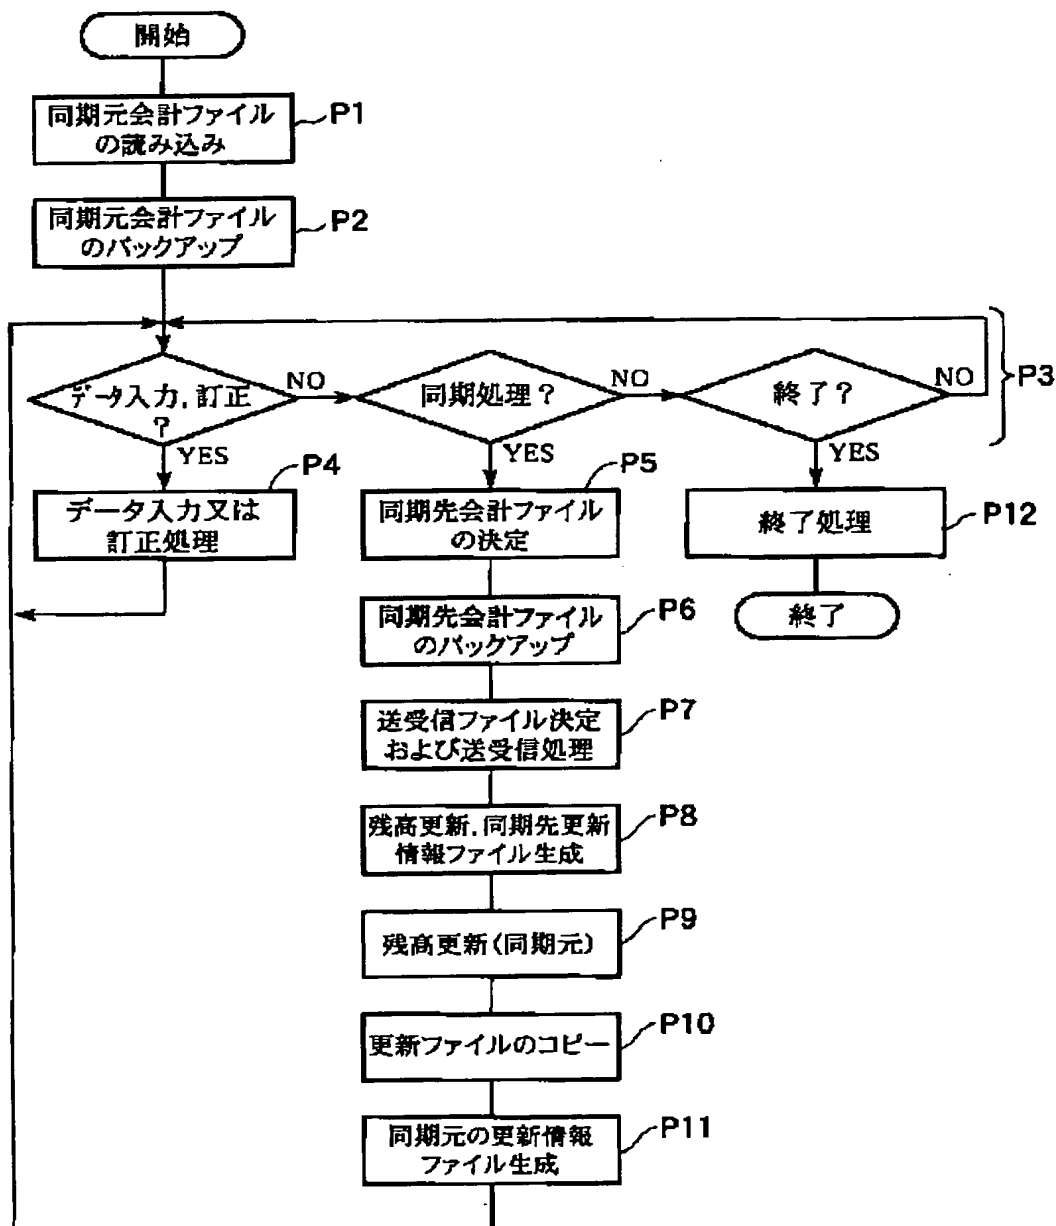 開始
同期元会計ファイル
の読み込み
P1
同期元会計ファイル
のバックアップ
P2
データ入力,訂正
?
NO
同期処理?
NO
終了?
NO
P3
YES
YES
YES
P4
データ入力又は
訂正処理
P5
同期先会計ファイル
の決定
終了処理
P12
同期先会計ファイル
のバックアップ
P6
終了
送受信ファイル決定
および送受信処理
P7
残高更新,同期先更新
情報ファイル生成
P8
残高更新(同期元)
P9
更新ファイルのコピー
P10
同期元の更新情報
ファイル生成
P11